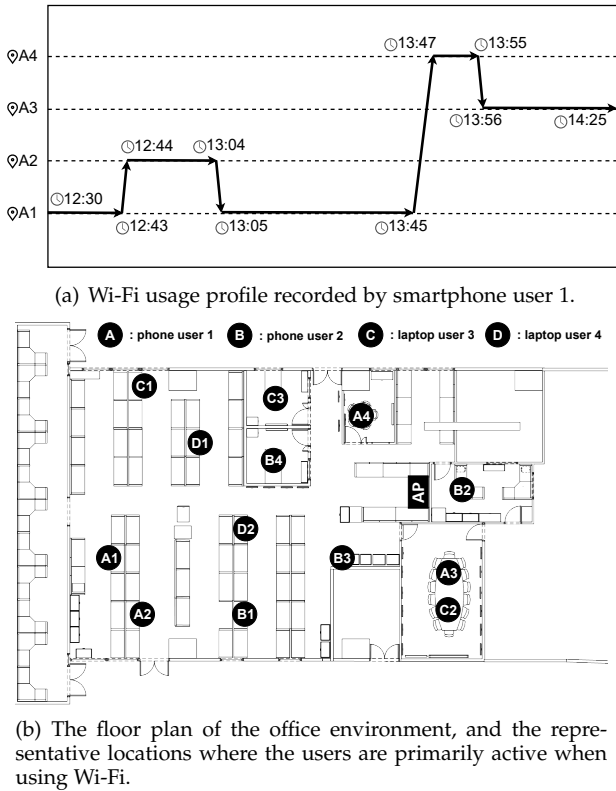 A4
13:47
13:55
A3
13:56
14:25
12:44
13:04
A2
12:30
A1
12:43
13:05
13:45
(a) Wi-Fi usage profile recorded by smartphone user 1.
A : phone user 1 B : phone user 2 C : laptop user 3 D : laptop user 4
C1
C3
A4
D1
B4
B2
AP
D2
A1
B3
A3
A2
B1
C2
(b) The floor plan of the office environment, and the repre-
sentative locations where the users are primarily active when
using Wi-Fi.